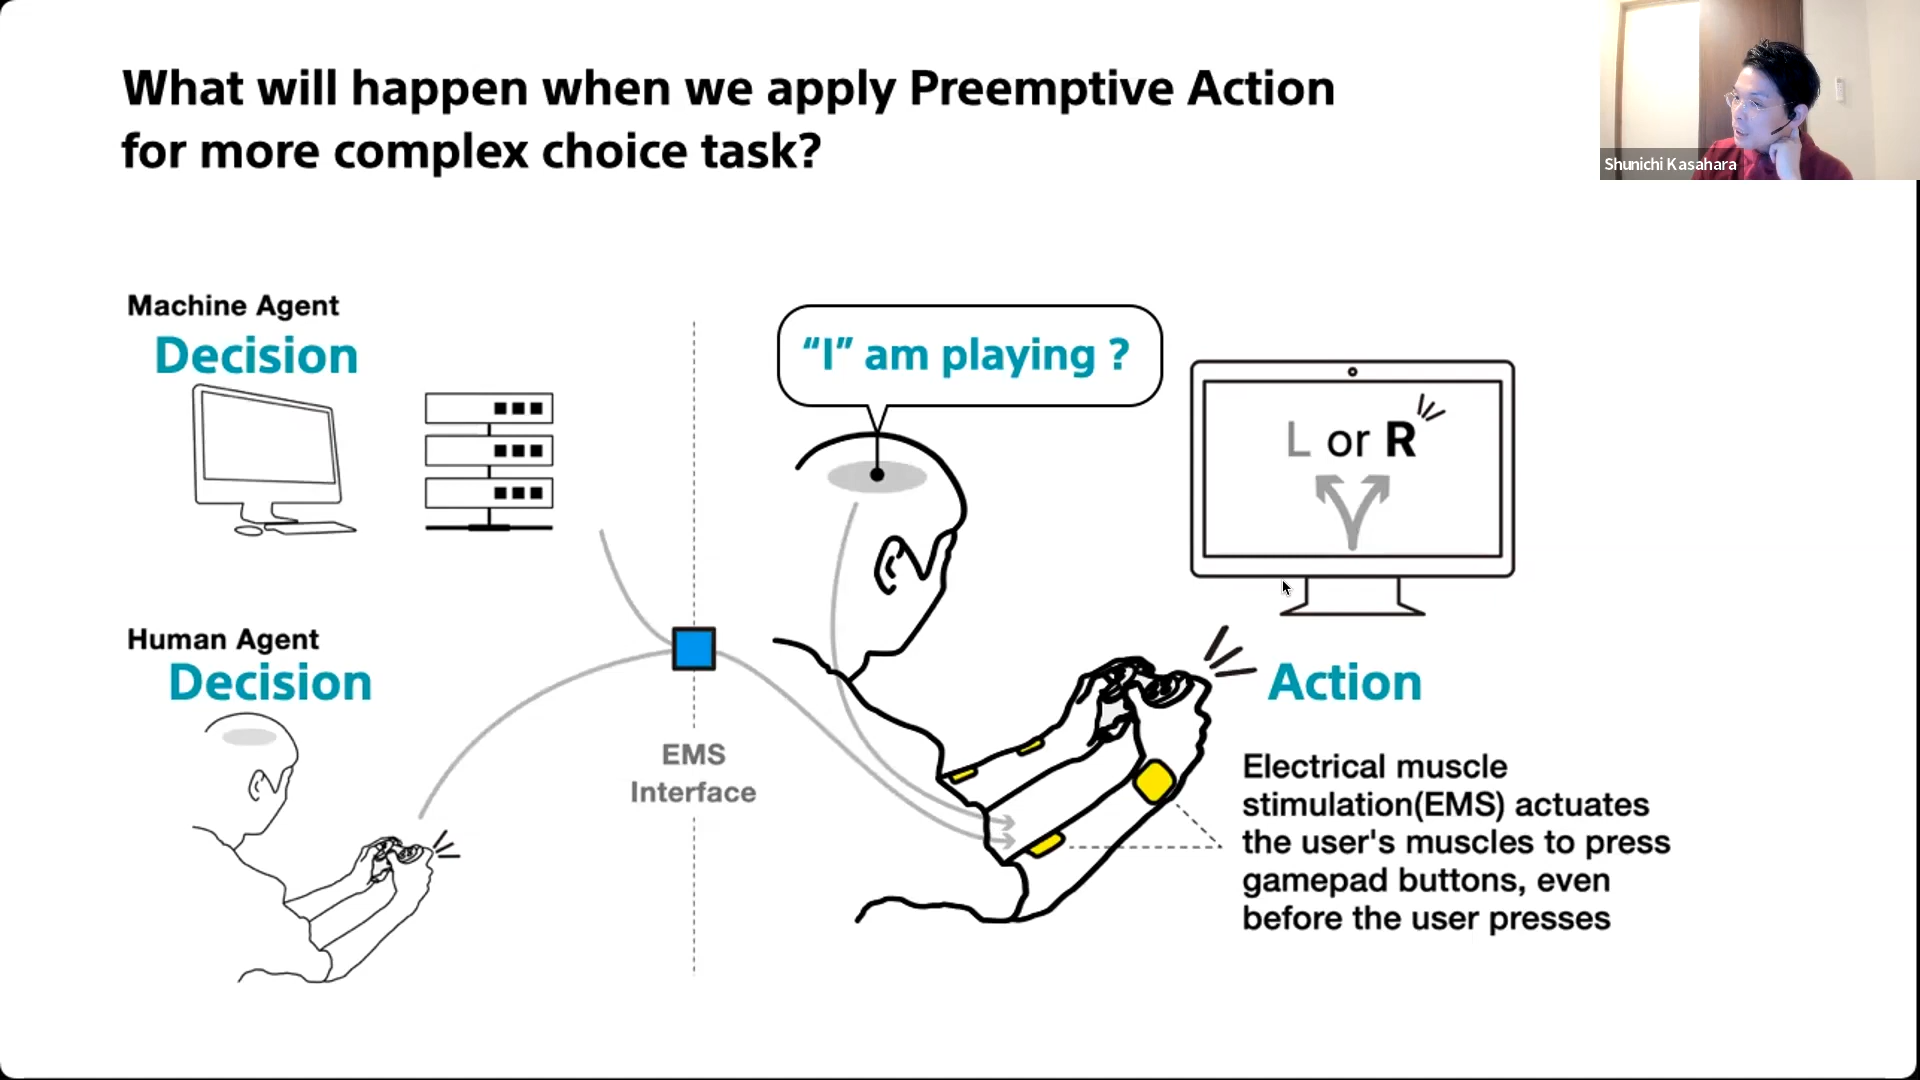 What will happen when we apply Preemptive Action
for more complex choice task?
Shunichi Kasahara
Machine Agent
Decision
Human Agent
Decision
EMS
Interface
“I” am playing ?
L or R
Action
Electrical muscle
stimulation(EMS) actuates
the user's muscles to press
gamepad buttons, even
before the user presses